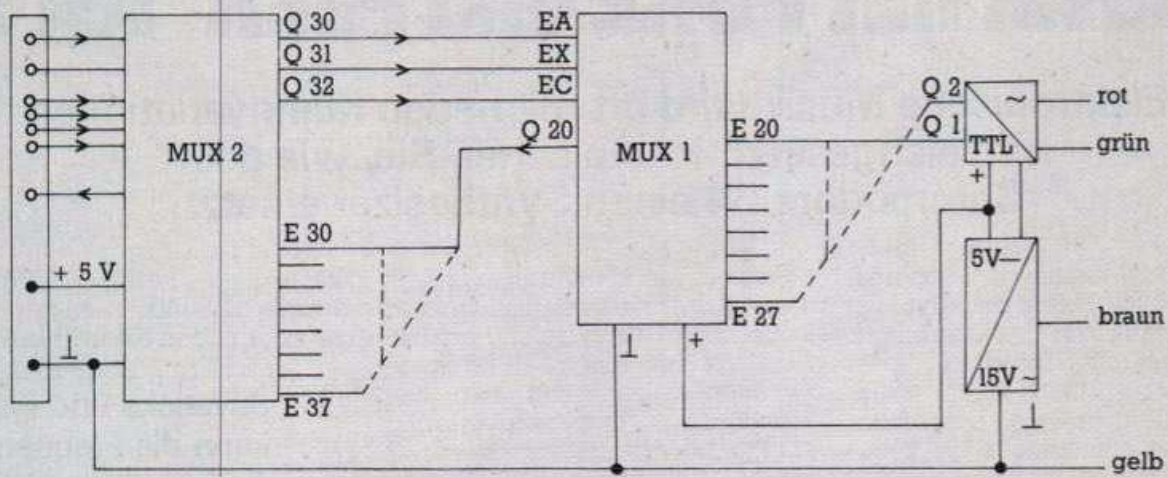 Q 30 EA
Q 31 EX
Q 32 EC
Q 2 ~ rot
Q 20 E 20 Q 1
MUX 2 MUX 1 TTL grün
+
E 30
+ 5 V 5V—
E 27 braun
⊥ ⊥ +
15V ~
E 37 ⊥
gelb